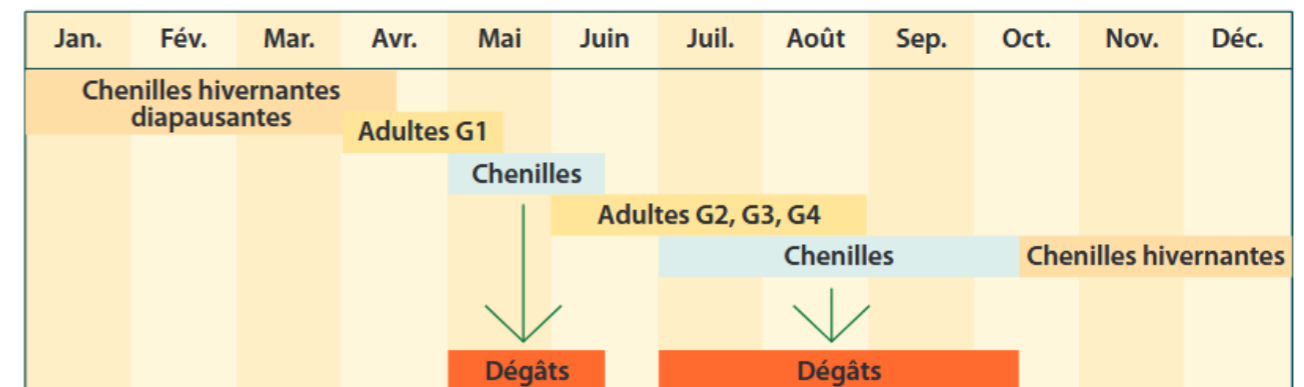 Jan. Fév. Mar. Avr. Mai Juin Juil. Août Sep. Oct. Nov. Déc.
Chenilles hivernantes
diapausantes
Adultes G1
Chenilles
Adultes G2, G3, G4
Chenilles
Chenilles hivernantes
Dégâts
Dégâts